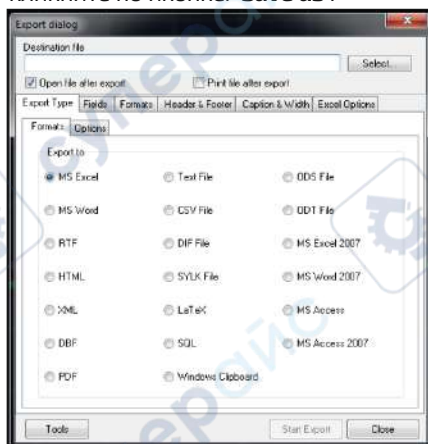 Export dialog
Destination file
Select...
Open file after export Print file after export
Export Type Fields Formats Header & Footer Caption & Width Excel Options
Formats Options
Export to
MS Excel Text File ODS File
MS Word CSV File ODT File
RTF DIF File MS Excel 2007
HTML SYLK File MS Word 2007
XML LaTeX MS Access
DBF SQL MS Access 2007
PDF Windows Clipboard
Tools Start Export Close